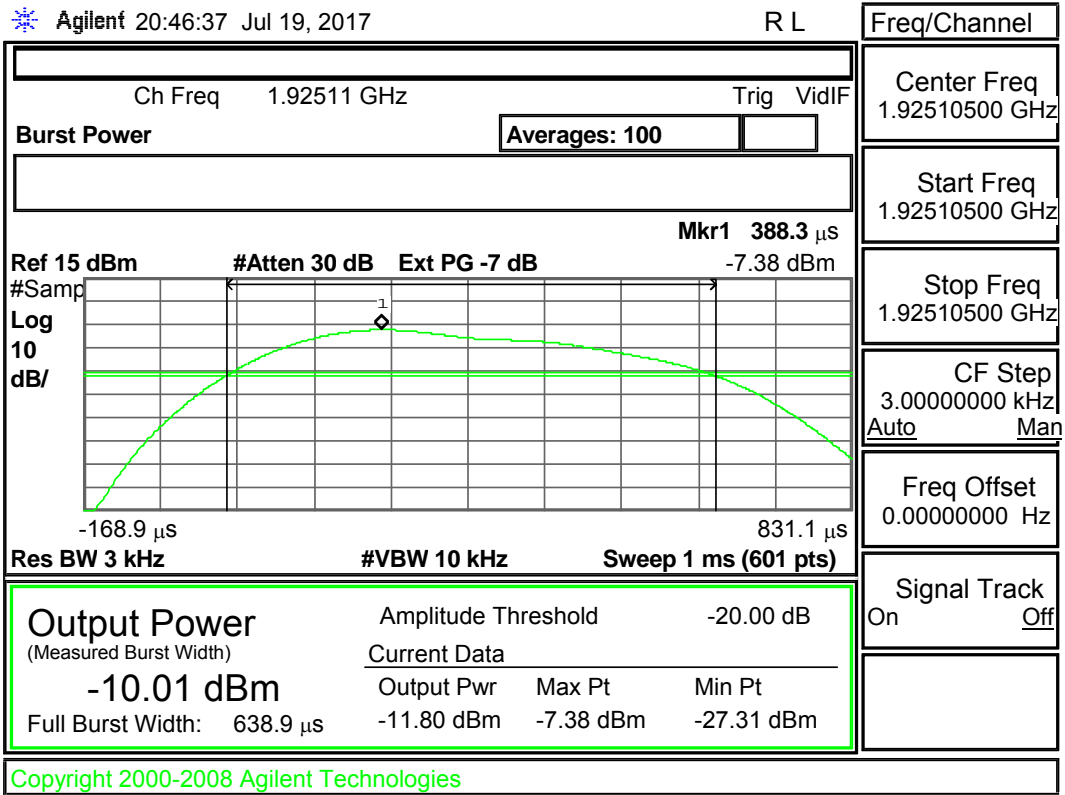 Agilent 20:46:37 Jul 19, 2017 R L Freq/Channel
Ch Freq 1.92511 GHz Trig VidIF
Burst Power Averages: 100
Mkr1 388.3 μs
Ref 15 dBm #Atten 30 dB Ext PG -7 dB -7.38 dBm
#Samp
Log
10
dB/
1
-168.9 μs 831.1 μs
Res BW 3 kHz #VBW 10 kHz Sweep 1 ms (601 pts)
Output Power
(Measured Burst Width)
-10.01 dBm
Full Burst Width: 638.9 μs
Amplitude Threshold -20.00 dB
Current Data
Output Pwr Max Pt Min Pt
-11.80 dBm -7.38 dBm -27.31 dBm
Center Freq
1.92510500 GHz
Start Freq
1.92510500 GHz
Stop Freq
1.92510500 GHz
CF Step
3.00000000 kHz
Auto Man
Freq Offset
0.00000000 Hz
Signal Track
On Off
Copyright 2000-2008 Agilent Technologies